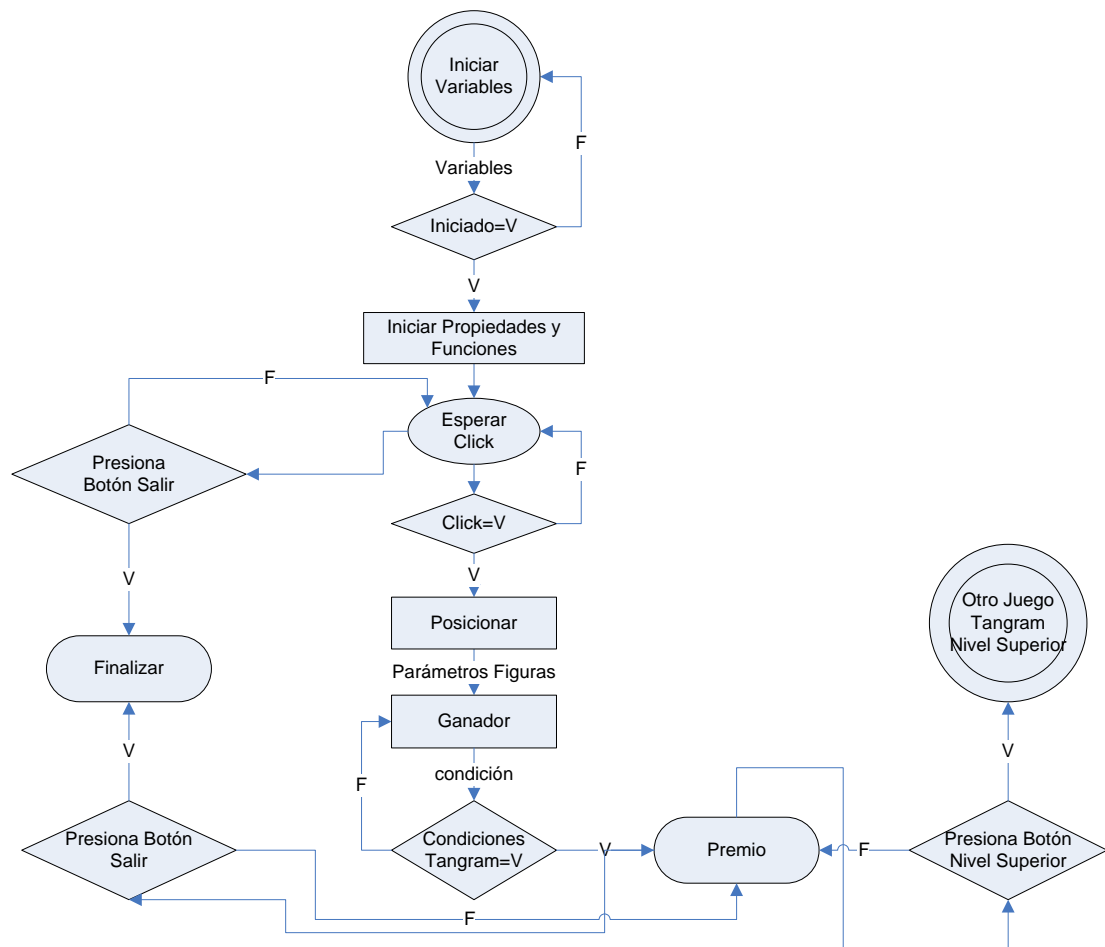 Iniciar
Variables
F
Variables
Iniciado=V
V
Iniciar Propiedades y
Funciones
F
Esperar
Click
Presiona
Botón Salir
F
Click=V
V
V
Posicionar
Otro Juego
Tangram
Nivel Superior
Finalizar
Parámetros Figuras
Ganador
V
V
condición
F
Presiona Botón
Salir
Condiciones
Tangram=V
V
Premio
F
Presiona Botón
Nivel Superior
F